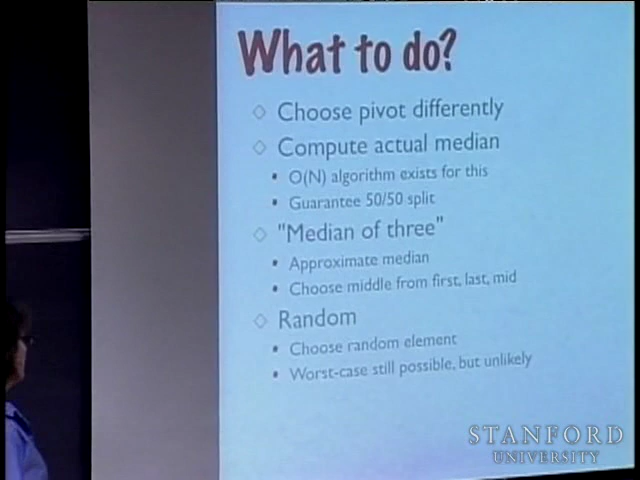 What to do?
Choose pivot differently
Compute actual median
O(N) algorithm exists for this
Guarantee 50/50 split
"Median of three"
Approximate median
Choose middle from first, last, mid
Random
Choose random element
Worst-case still possible, but unlikely
STANFORD
UNIVERSITY